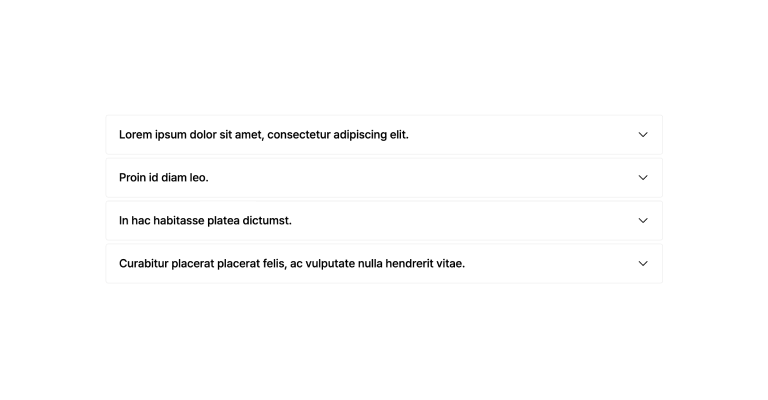 Lorem ipsum dolor sit amet, consectetur adipiscing elit.
Proin id diam leo.
In hac habitasse platea dictumst.
Curabitur placerat placerat felis, ac vulputate nulla hendrerit vitae.